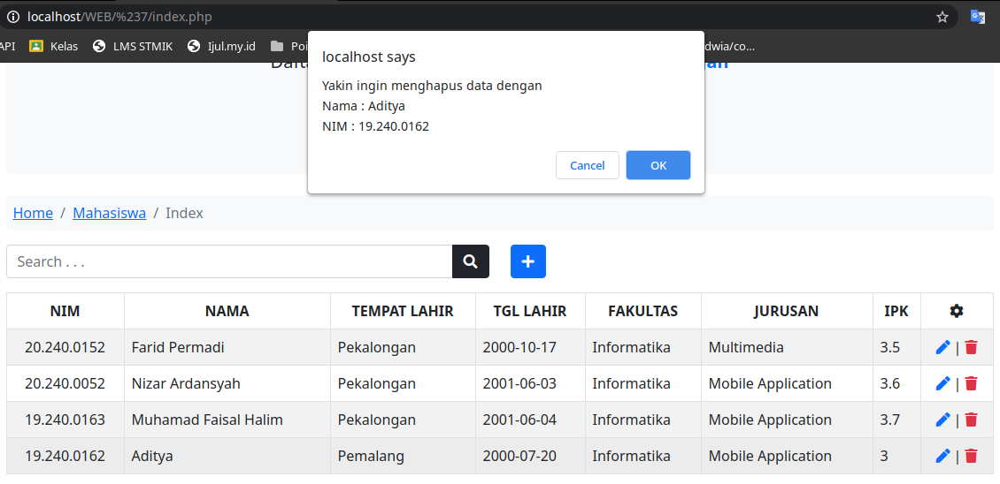 localhost/WEB/%237/index.php
API Kelas LMS STMIK Ijul.my.id Poi dwia/co...
localhost says
Yakin ingin menghapus data dengan
Nama : Aditya
NIM : 19.240.0162
Cancel OK
Home / Mahasiswa / Index
Search . . .
NIM NAMA TEMPAT LAHIR TGL LAHIR FAKULTAS JURUSAN IPK
20.240.0152 Farid Permadi Pekalongan 2000-10-17 Informatika Multimedia 3.5 |
20.240.0052 Nizar Ardansyah Pekalongan 2001-06-03 Informatika Mobile Application 3.6 |
19.240.0163 Muhamad Faisal Halim Pekalongan 2001-06-04 Informatika Mobile Application 3.7 |
19.240.0162 Aditya Pemalang 2000-07-20 Informatika Mobile Application 3 |